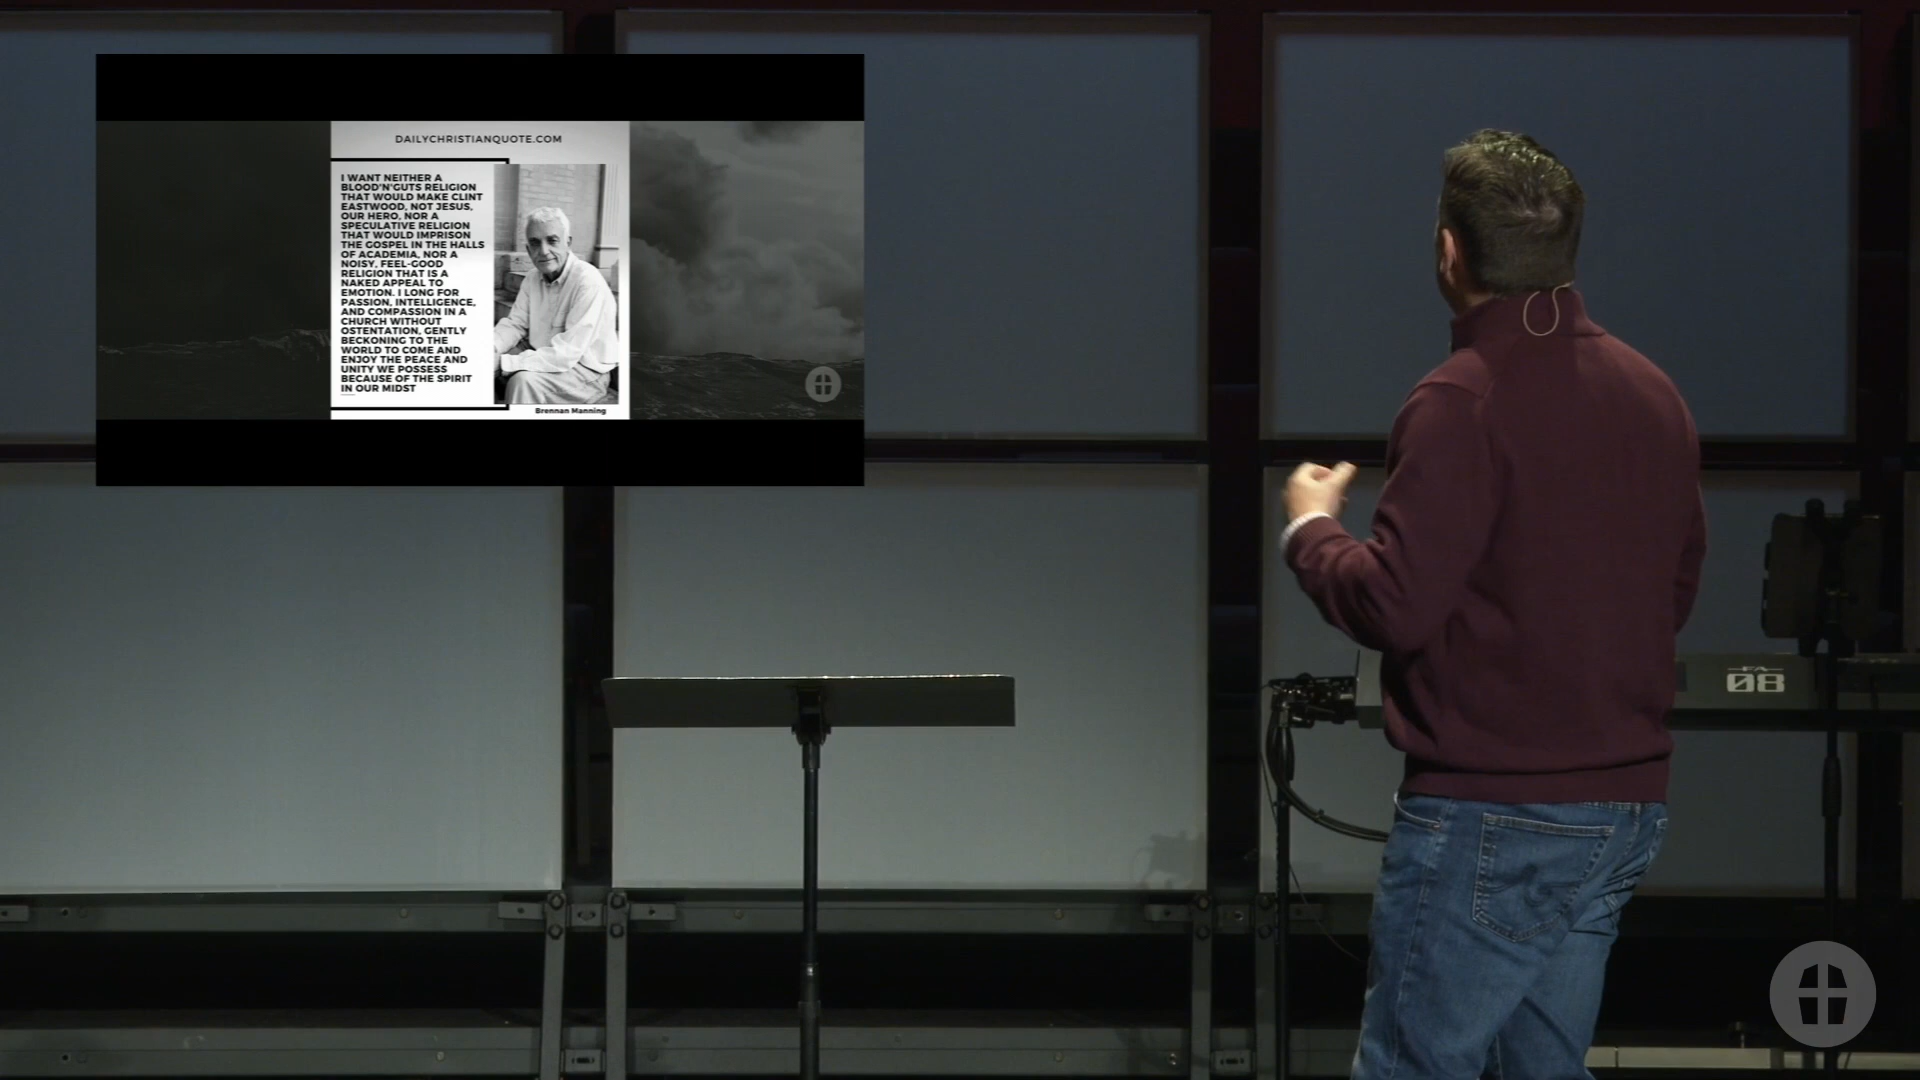 DAILYCHRISTIANQUOTE.COM
I WANT NEITHER A
BLOOD'N'GUTS RELIGION
THAT WOULD MAKE CLINT
EASTWOOD, NOT JESUS,
OUR HERO, NOR A
SPECULATIVE RELIGION
THAT WOULD IMPRISON
THE GOSPEL IN THE HALLS
OF ACADEMIA, NOR A
NOISY, FEEL-GOOD
RELIGION THAT IS A
NAKED APPEAL TO
EMOTION. I LONG FOR
PASSION, INTELLIGENCE,
AND COMPASSION IN A
CHURCH WITHOUT
OSTENTATION, GENTLY
BECKONING TO THE
WORLD TO COME AND
ENJOY THE PEACE AND
UNITY WE POSSESS
BECAUSE OF THE SPIRIT
IN OUR MIDST
Brennan Manning
FA
08